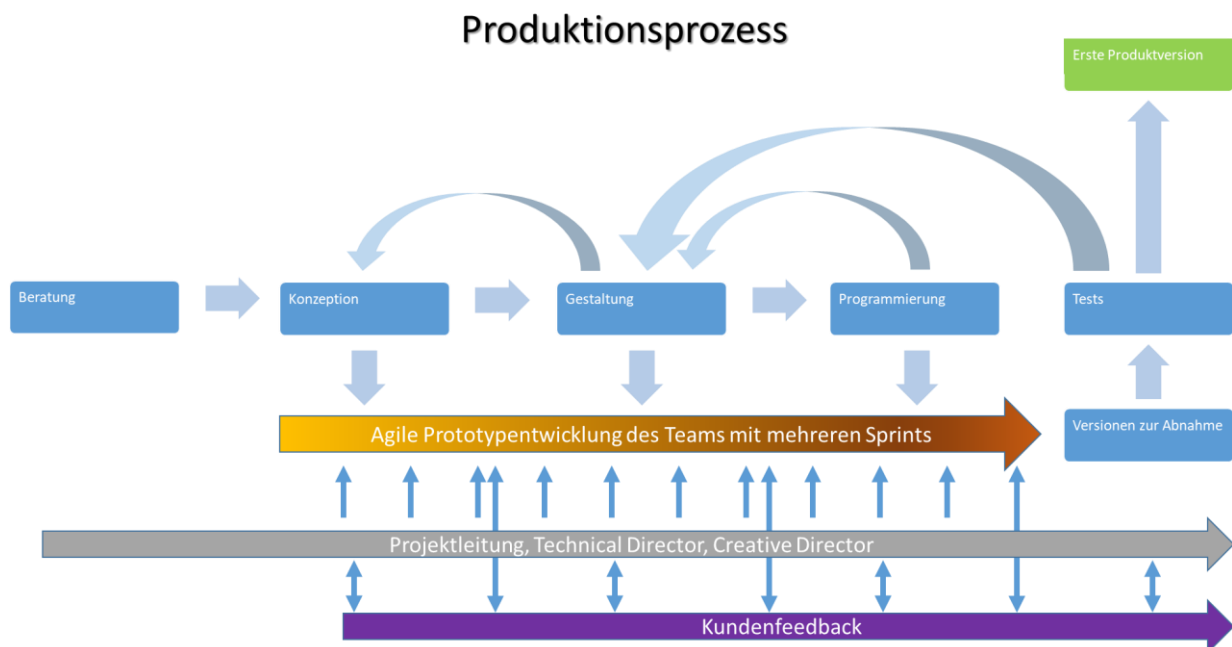 Produktionsprozess
Erste Produktversion
Beratung
Konzeption
Gestaltung
Programmierung
Tests
Agile Prototypentwicklung des Teams mit mehreren Sprints
Versionen zur Abnahme
Projektleitung, Technical Director, Creative Director
Kundenfeedback